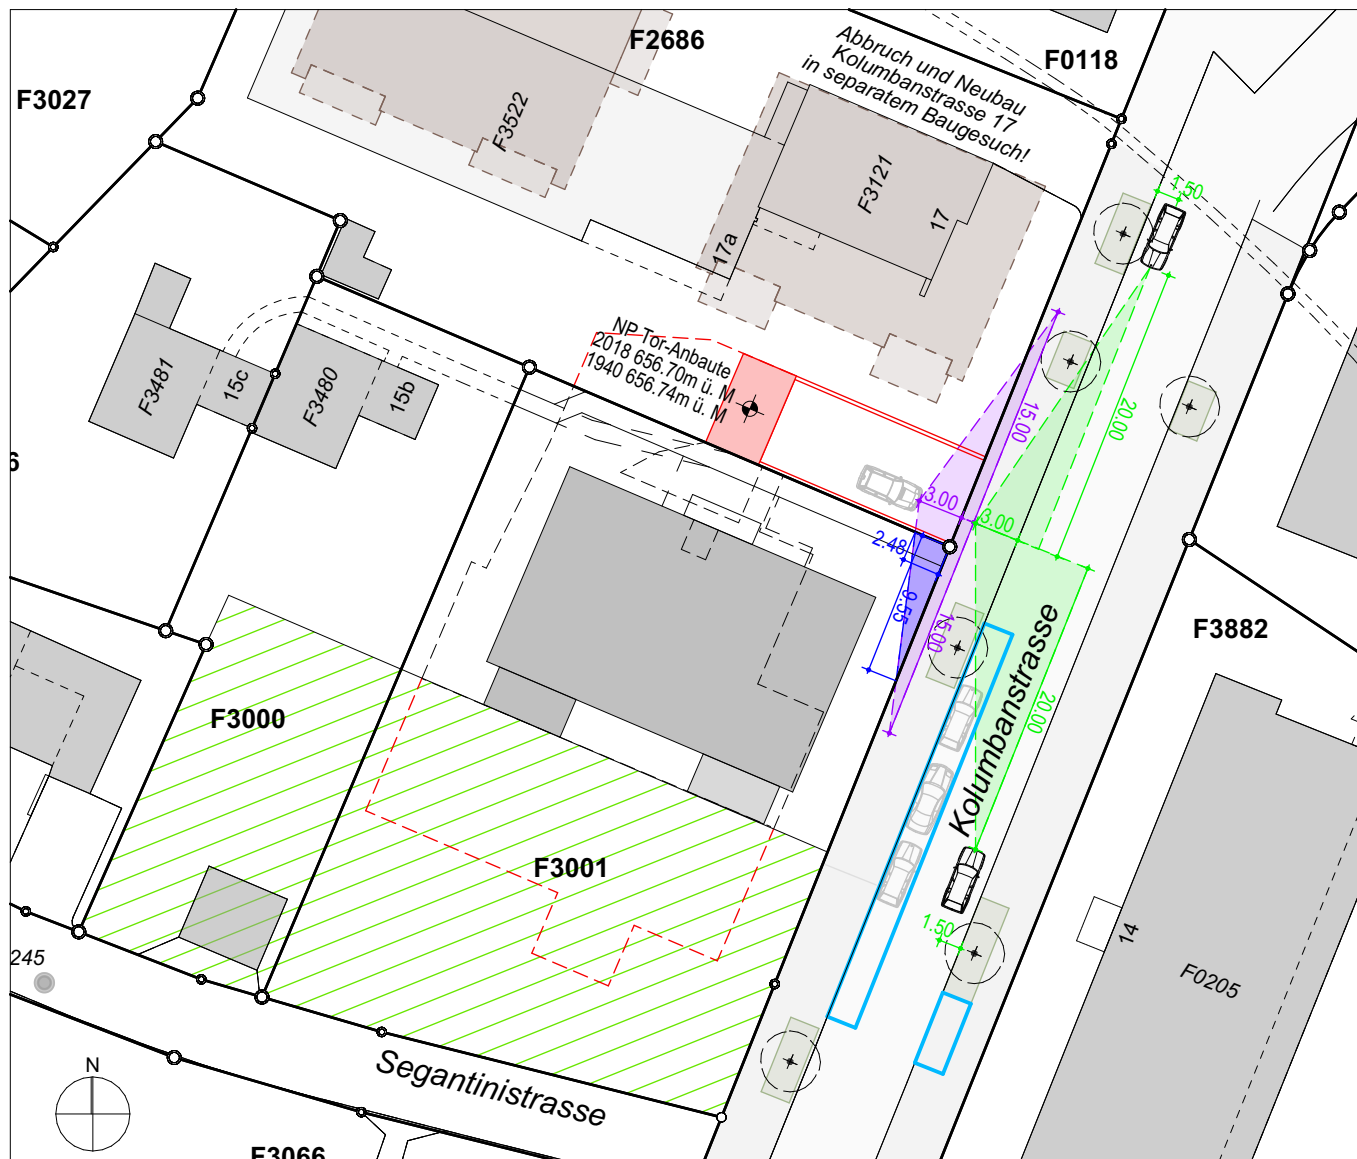 F2686
F0118
F3027
Abbruch und Neubau
Kolumbanstrasse 17
in separatem Baugesuch!
F3522
F3121
17
17a
1.50
NP Tor-Anbaute
2018 656.70m ü. M
1940 656.74m ü. M
F3481
15c
F3480
15b
15.00
20.00
3.00
3.00
2.48
9.55
15.00
6
F3882
Kolumbanstrasse
20.00
F3000
F3001
1.50
14
F0205
245
N
Segantinistrasse
F3066